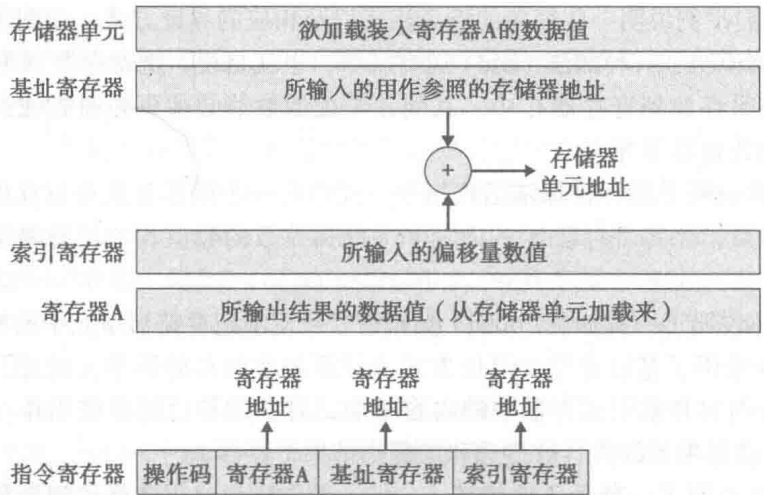 存储器单元 欲加载装入寄存器A的数据值
基址寄存器 所输入的用作参照的存储器地址
+
存储器
单元地址
索引寄存器 所输入的偏移量数值
寄存器A 所输出结果的数据值（从存储器单元加载来）
寄存器 寄存器 寄存器
地址 地址 地址
指令寄存器 操作码 寄存器A 基址寄存器 索引寄存器